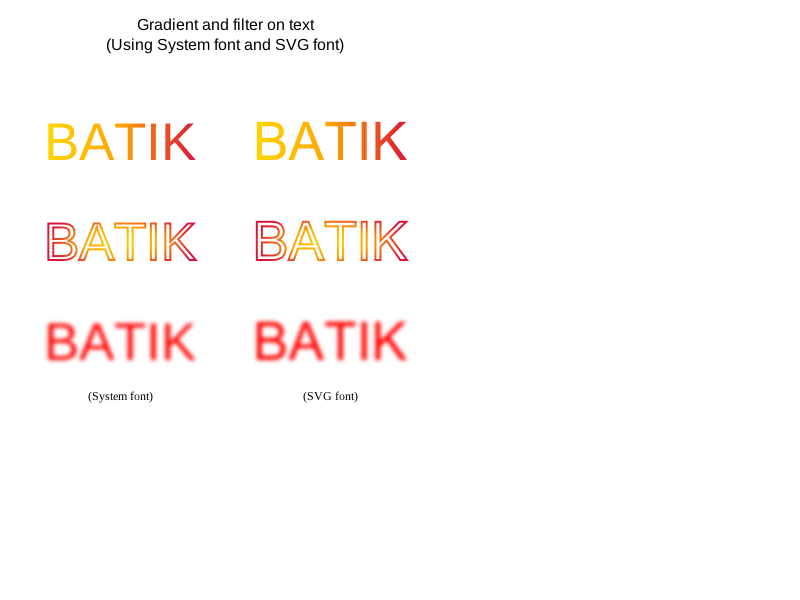 Gradient and filter on text
(Using System font and SVG font)
BATIK BATIK
BATIK BATIK
BATIK BATIK
(System font) (SVG font)